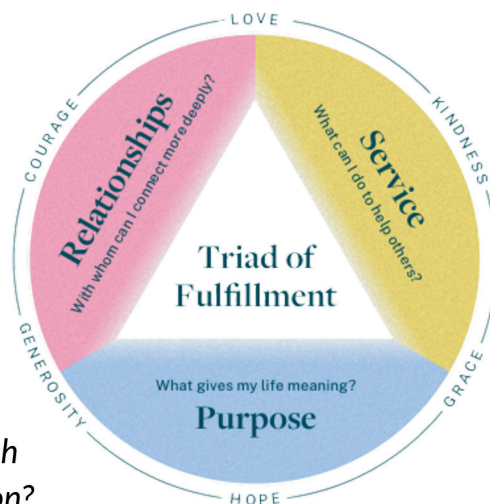 LOVE
COURAGE
KINDNESS
Relationships
With whom can I connect more deeply?
Service
What can I do to help others?
Triad of
Fulfillment
What gives my life meaning?
Purpose
GENEROSITY
GRACE
HOPE